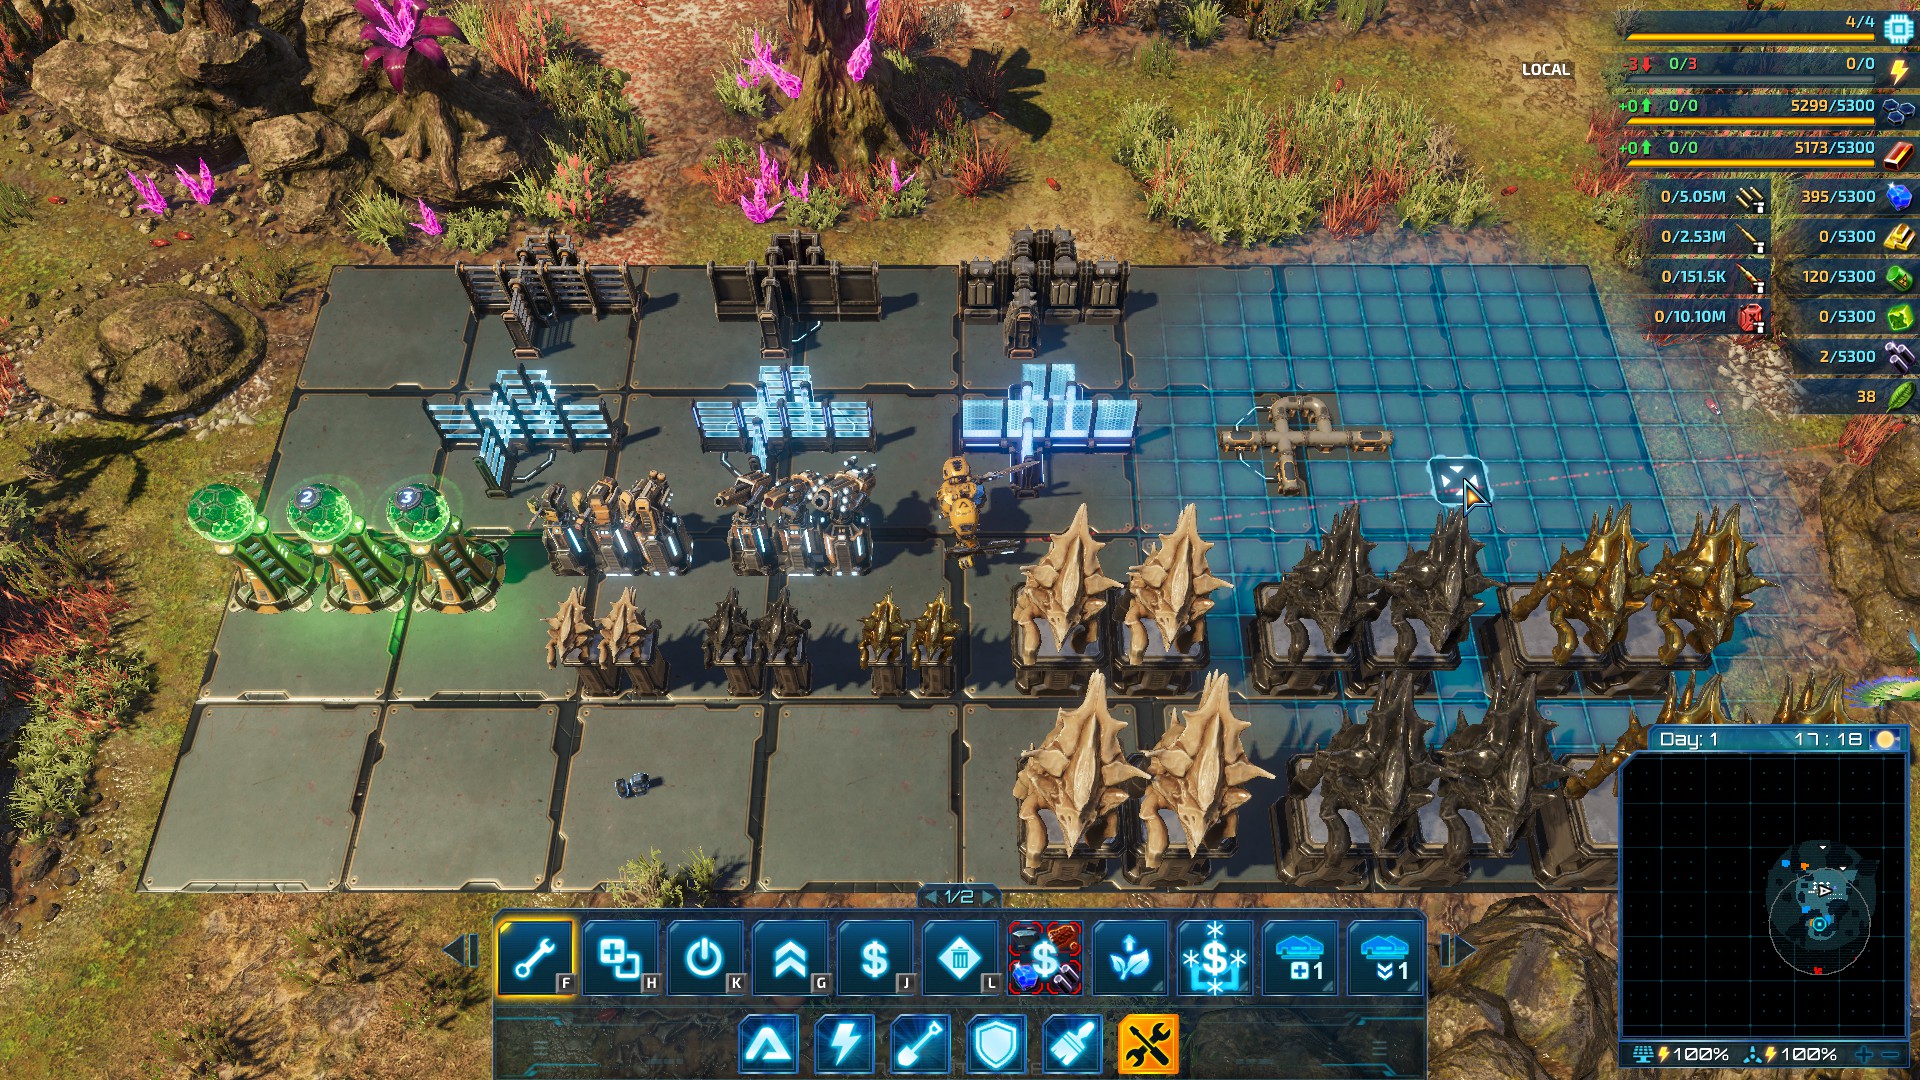 4/4
LOCAL
-3 0/3 0/0
+0 0/0 5299/5300
+0 0/0 5173/5300
0/5.05M 395/5300
0/2.53M 0/5300
0/151.5K 120/5300
0/10.10M 0/5300
2/5300
38
2
3
Day: 1 17:18
1/2
F
H
K
G
$
J
L
$
$
1
1
100% 100%